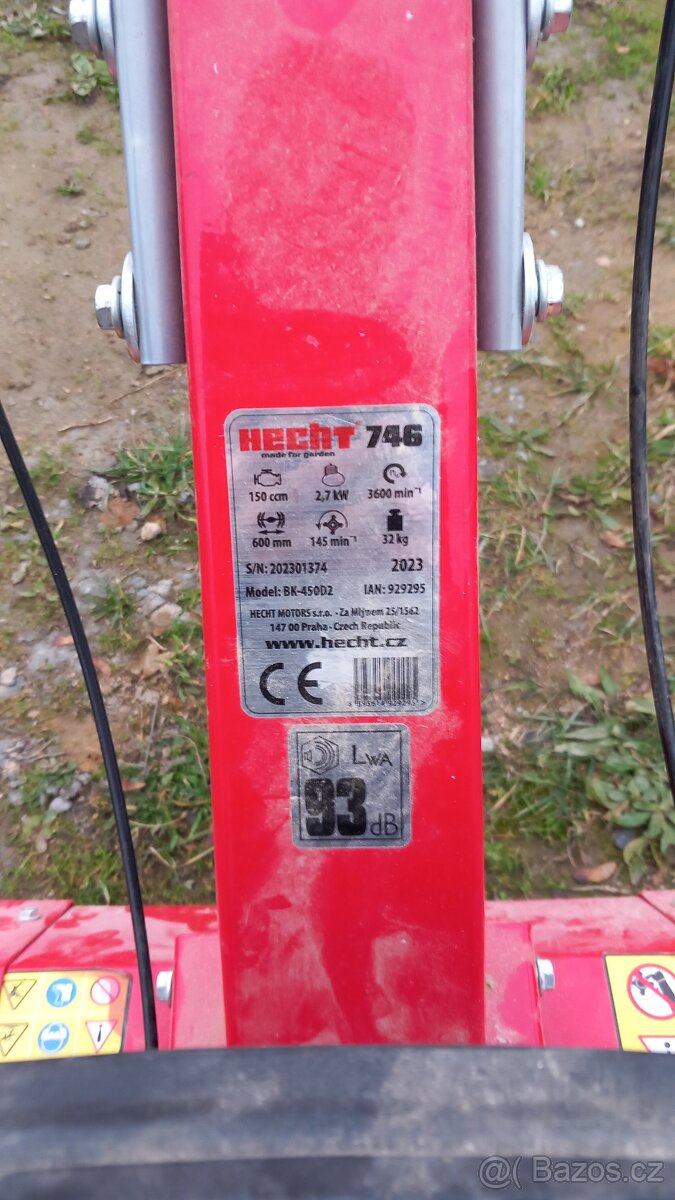 HECHT® 746
made for garden
150 ccm 2,7 kW 3600 min⁻¹
600 mm 145 min⁻¹ 32 kg
S/N: 202301374 2023
Model: BK-450D2 IAN: 929295
HECHT MOTORS s.r.o. - Za Mlýnem 25/1562
147 00 Praha - Czech Republic
www.hecht.cz
CE
LWA
93 dB
Bazos.cz